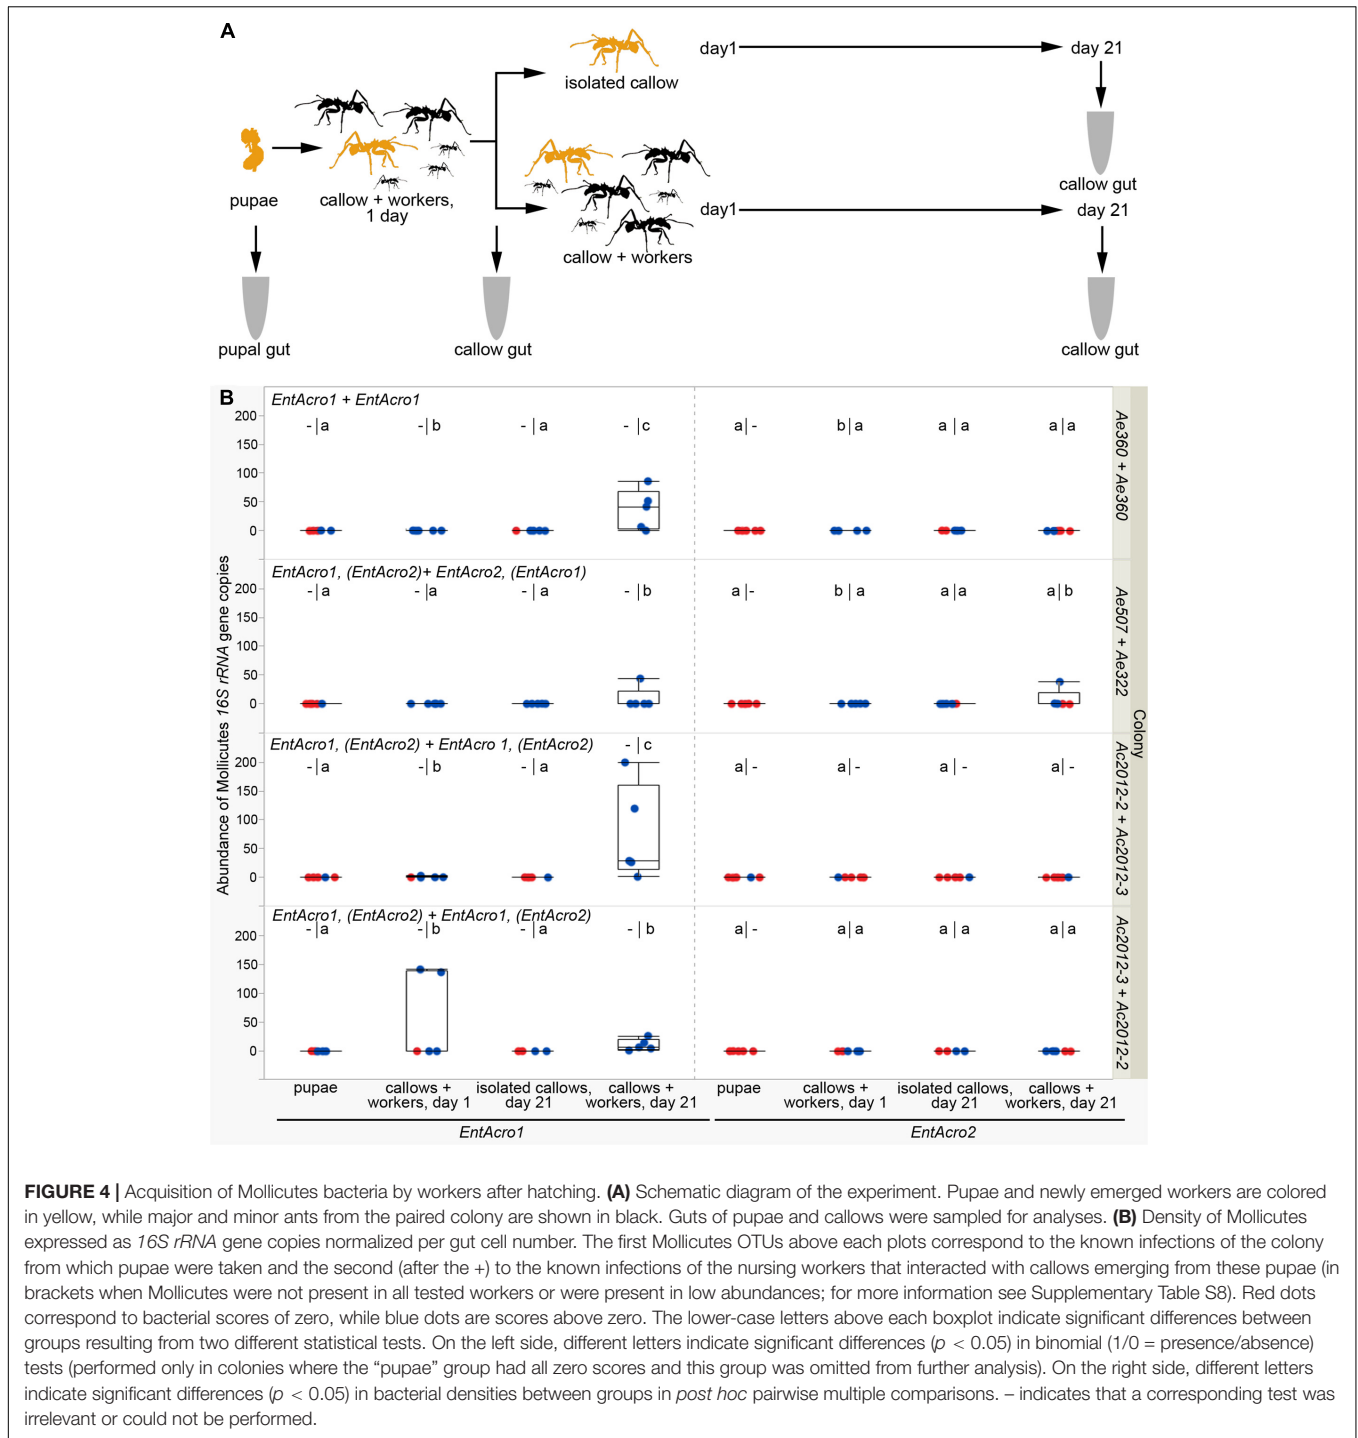 A
isolated callow
day1
day 21
callow gut
pupae
callow + workers,
1 day
callow + workers
day1
day 21
pupal gut
callow gut
callow gut
B
Abundance of Mollicutes 16S rRNA gene copies
Colony
EntAcro1 + EntAcro1
200
150
100
50
0
-|a -|b -|a -|c a|- b|a a|a a|a
Ae360 + Ae360
EntAcro1, (EntAcro2)+ EntAcro2, (EntAcro1)
200
150
100
50
0
-|a -|a -|a -|b a|- b|a a|a a|b
Ae507 + Ae322
EntAcro1, (EntAcro2) + EntAcro 1, (EntAcro2)
200
150
100
50
0
-|a -|b -|a -|c a|- a|- a|- a|-
Ac2012-2 + Ac2012-3
EntAcro1, (EntAcro2) + EntAcro1, (EntAcro2)
200
150
100
50
0
-|a -|b -|a -|b a|- a|a a|a a|a
Ac2012-3 + Ac2012-2
pupae callows + isolated callows, callows + pupae callows + isolated callows, callows +
workers, day 1 day 21 workers, day 21 workers, day 1 day 21 workers, day 21
EntAcro1 EntAcro2
FIGURE 4 | Acquisition of Mollicutes bacteria by workers after hatching. (A) Schematic diagram of the experiment. Pupae and newly emerged workers are colored
in yellow, while major and minor ants from the paired colony are shown in black. Guts of pupae and callows were sampled for analyses. (B) Density of Mollicutes
expressed as 16S rRNA gene copies normalized per gut cell number. The first Mollicutes OTUs above each plots correspond to the known infections of the colony
from which pupae were taken and the second (after the +) to the known infections of the nursing workers that interacted with callows emerging from these pupae (in
brackets when Mollicutes were not present in all tested workers or were present in low abundances; for more information see Supplementary Table S8). Red dots
correspond to bacterial scores of zero, while blue dots are scores above zero. The lower-case letters above each boxplot indicate significant differences between
groups resulting from two different statistical tests. On the left side, different letters indicate significant differences (p < 0.05) in binomial (1/0 = presence/absence)
tests (performed only in colonies where the “pupae” group had all zero scores and this group was omitted from further analysis). On the right side, different letters
indicate significant differences (p < 0.05) in bacterial densities between groups in post hoc pairwise multiple comparisons. – indicates that a corresponding test was
irrelevant or could not be performed.